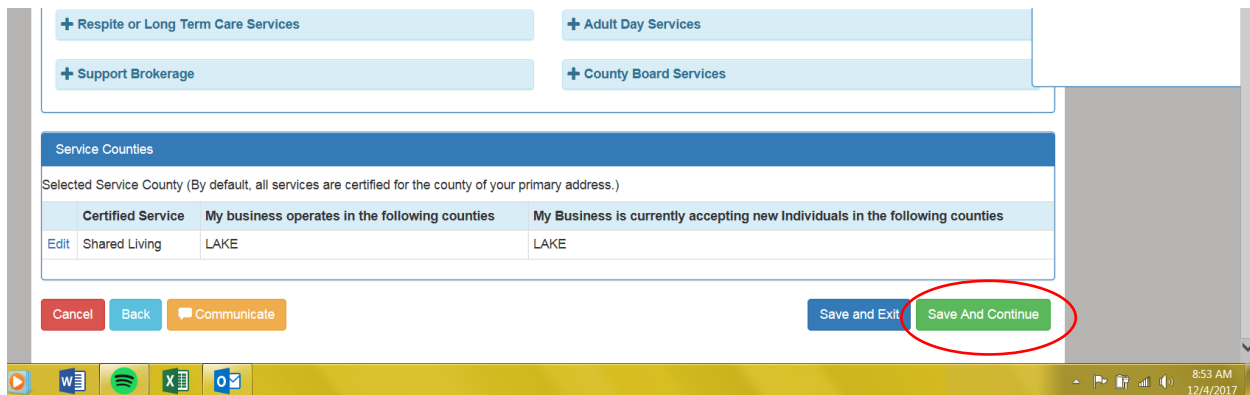 Respite or Long Term Care Services
Adult Day Services
Support Brokerage
County Board Services
Service Counties
Selected Service County (By default, all services are certified for the county of your primary address.)
Certified Service My business operates in the following counties My Business is currently accepting new Individuals in the following counties
Edit Shared Living LAKE LAKE
Cancel Back Communicate Save and Exit Save And Continue
8:53 AM
12/4/2017